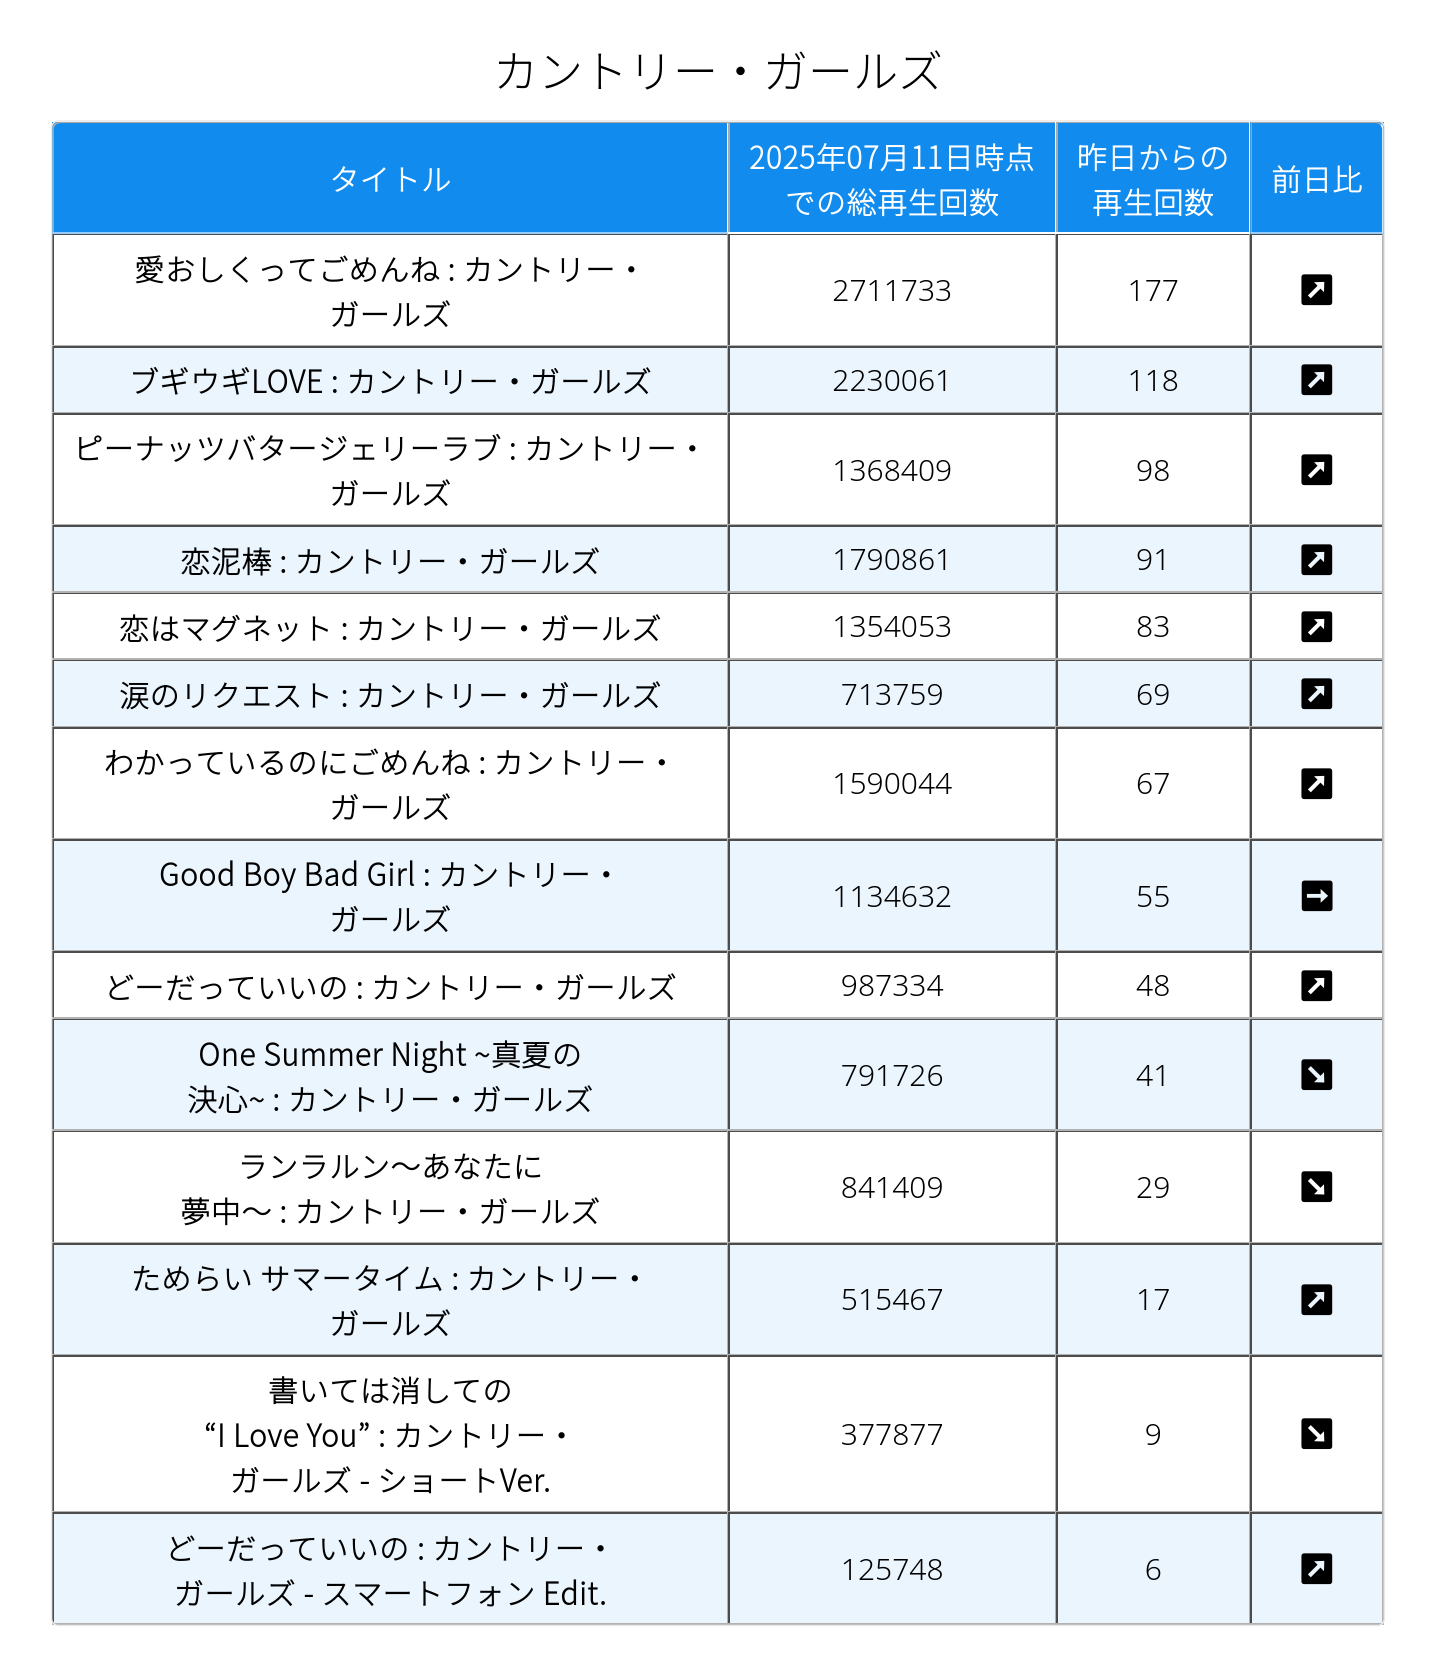 カントリー・ガールズ
タイトル
2025年07月11日時点
での総再生回数
昨日からの
再生回数
前日比
愛おしくってごめんね : カントリー・
ガールズ
2711733
177
↗
ブギウギLOVE : カントリー・ガールズ
2230061
118
↗
ピーナッツバタージェリーラブ : カントリー・
ガールズ
1368409
98
↗
恋泥棒 : カントリー・ガールズ
1790861
91
↗
恋はマグネット : カントリー・ガールズ
1354053
83
↗
涙のリクエスト : カントリー・ガールズ
713759
69
↗
わかっているのにごめんね : カントリー・
ガールズ
1590044
67
↗
Good Boy Bad Girl : カントリー・
ガールズ
1134632
55
→
どーだっていいの : カントリー・ガールズ
987334
48
↗
One Summer Night ~真夏の
決心~ : カントリー・ガールズ
791726
41
↘
ランラルン〜あなたに
夢中〜 : カントリー・ガールズ
841409
29
↘
ためらい サマータイム : カントリー・
ガールズ
515467
17
↗
書いては消しての
“I Love You” : カントリー・
ガールズ - ショートVer.
377877
9
↘
どーだっていいの : カントリー・
ガールズ - スマートフォン Edit.
125748
6
↗